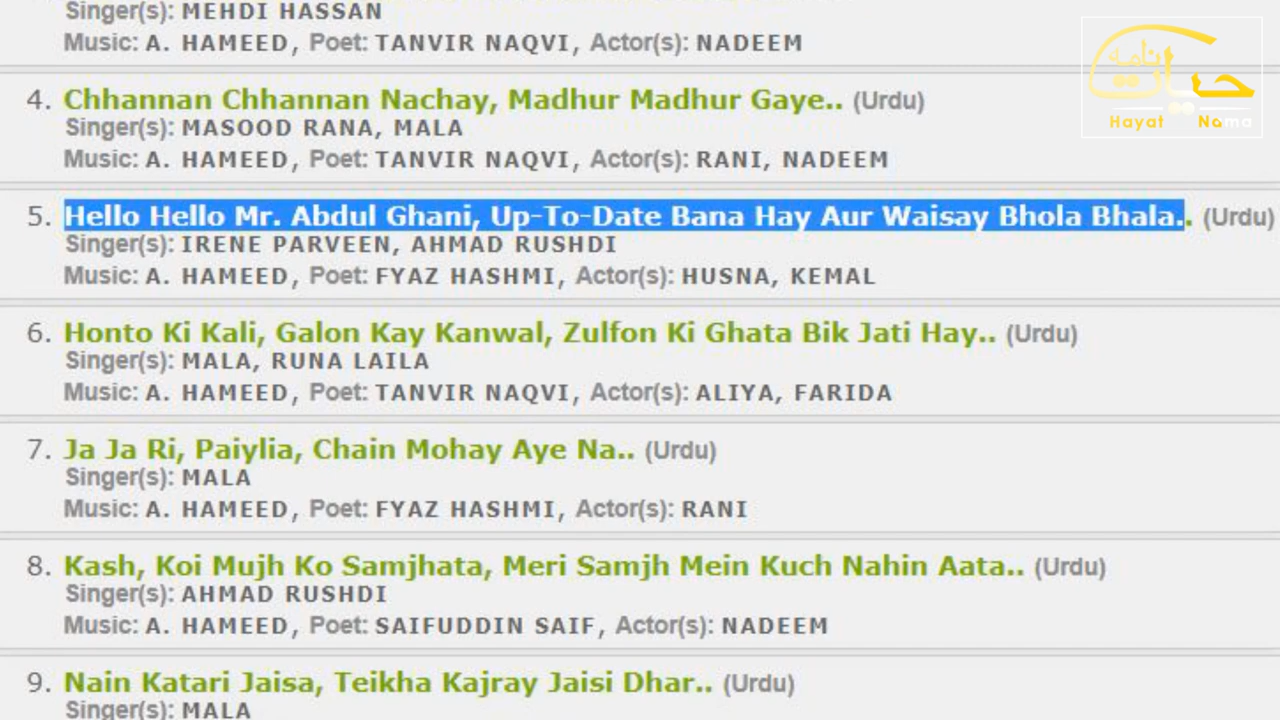 Singer(s): MEHDI HASSAN
Music: A. HAMEED, Poet: TANVIR NAQVI, Actor(s): NADEEM
حیات نامہ
Hayat Nama
4. Chhannan Chhannan Nachay, Madhur Madhur Gaye.. (Urdu)
Singer(s): MASOOD RANA, MALA
Music: A. HAMEED, Poet: TANVIR NAQVI, Actor(s): RANI, NADEEM
5. Hello Hello Mr. Abdul Ghani, Up-To-Date Bana Hay Aur Waisay Bhola Bhala.. (Urdu)
Singer(s): IRENE PARVEEN, AHMAD RUSHDI
Music: A. HAMEED, Poet: FYAZ HASHMI, Actor(s): HUSNA, KEMAL
6. Honto Ki Kali, Galon Kay Kanwal, Zulfon Ki Ghata Bik Jati Hay.. (Urdu)
Singer(s): MALA, RUNA LAILA
Music: A. HAMEED, Poet: TANVIR NAQVI, Actor(s): ALIYA, FARIDA
7. Ja Ja Ri, Paiylia, Chain Mohay Aye Na.. (Urdu)
Singer(s): MALA
Music: A. HAMEED, Poet: FYAZ HASHMI, Actor(s): RANI
8. Kash, Koi Mujh Ko Samjhata, Meri Samjh Mein Kuch Nahin Aata.. (Urdu)
Singer(s): AHMAD RUSHDI
Music: A. HAMEED, Poet: SAIFUDDIN SAIF, Actor(s): NADEEM
9. Nain Katari Jaisa, Teikha Kajray Jaisi Dhar.. (Urdu)
Singer(s): MALA